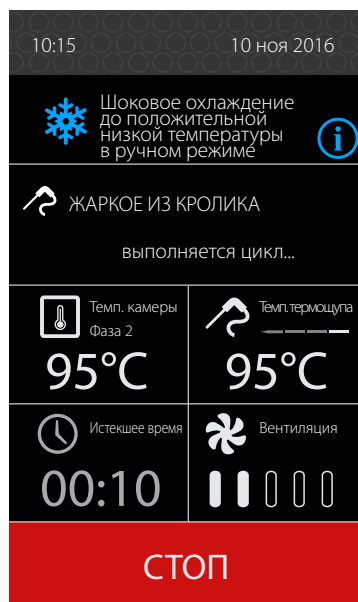 10:15 10 ноя 2016
Шоковое охлаждение
до положительной
низкой температуры
в ручном режиме
i
ЖАРКОЕ ИЗ КРОЛИКА
выполняется цикл...
Темп. камеры
Фаза 2
95°C
Темп.термощупа
95°C
Истекшее время
00:10
Вентиляция
СТОП